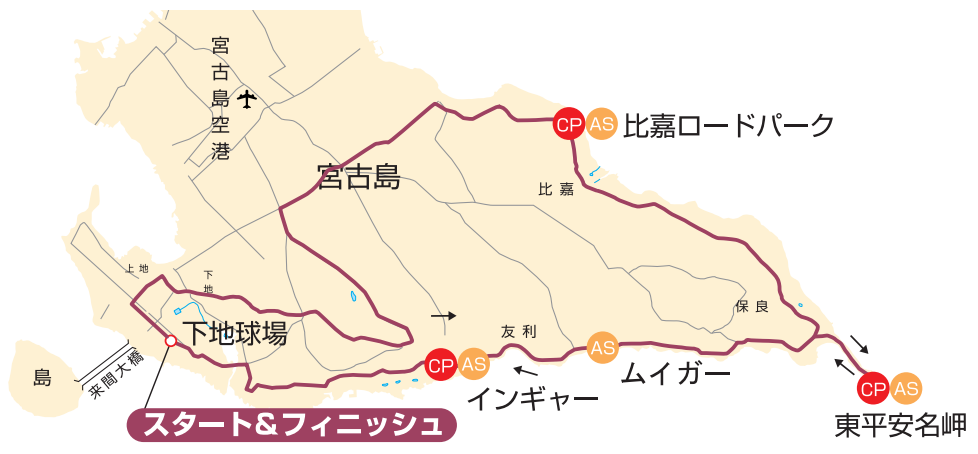 宮古島空港
CP AS 比嘉ロードパーク
宮古島
比嘉
上地
下地
保良
下地球場
友利
島
来間大橋
CP AS
インギャー
AS
ムイガー
CP AS
東平安名岬
スタート&フィニッシュ